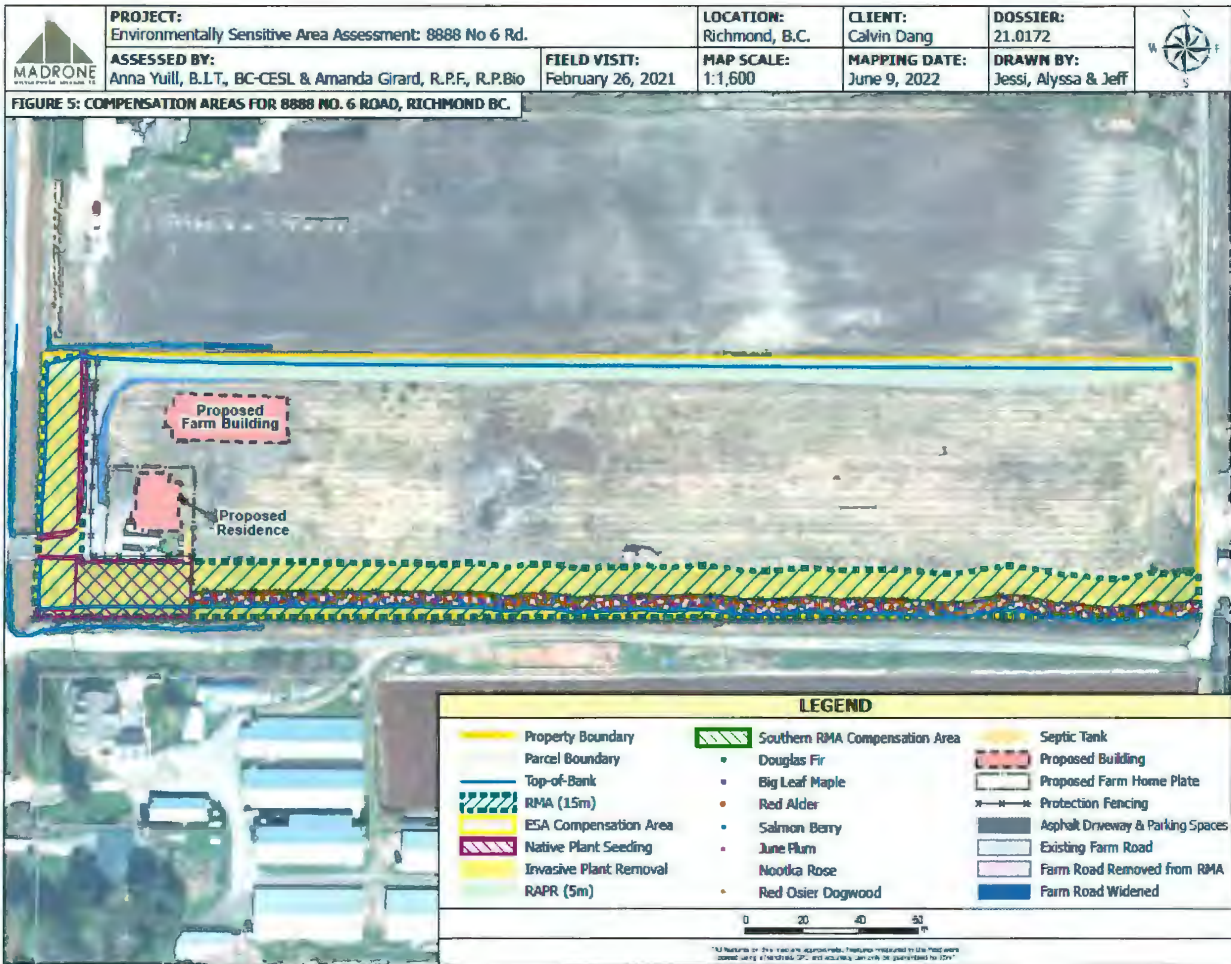 MADRONE
PROJECT:
Environmentally Sensitive Area Assessment: 8888 No 6 Rd.
LOCATION:
Richmond, B.C.
CLIENT:
Calvin Dang
DOSSIER:
21.0172
ASSESSED BY:
Anna Yuill, B.I.T., BC-CESL & Amanda Girard, R.P.F., R.P.Bio
FIELD VISIT:
February 26, 2021
MAP SCALE:
1:1,600
MAPPING DATE:
June 9, 2022
DRAWN BY:
Jessi, Alyssa & Jeff
N
W
E
S
FIGURE 5: COMPENSATION AREAS FOR 8888 NO. 6 ROAD, RICHMOND BC.
Proposed
Farm Building
Proposed
Residence
LEGEND
Property Boundary
Parcel Boundary
Top-of-Bank
RMA (15m)
ESA Compensation Area
Native Plant Seeding
Invasive Plant Removal
RAPR (5m)
Southern RMA Compensation Area
Douglas Fir
Big Leaf Maple
Red Alder
Salmon Berry
June Plum
Nootka Rose
Red Osier Dogwood
Septic Tank
Proposed Building
Proposed Farm Home Plate
Protection Fencing
Asphalt Driveway & Parking Spaces
Existing Farm Road
Farm Road Removed from RMA
Farm Road Widened
0 20 40
m